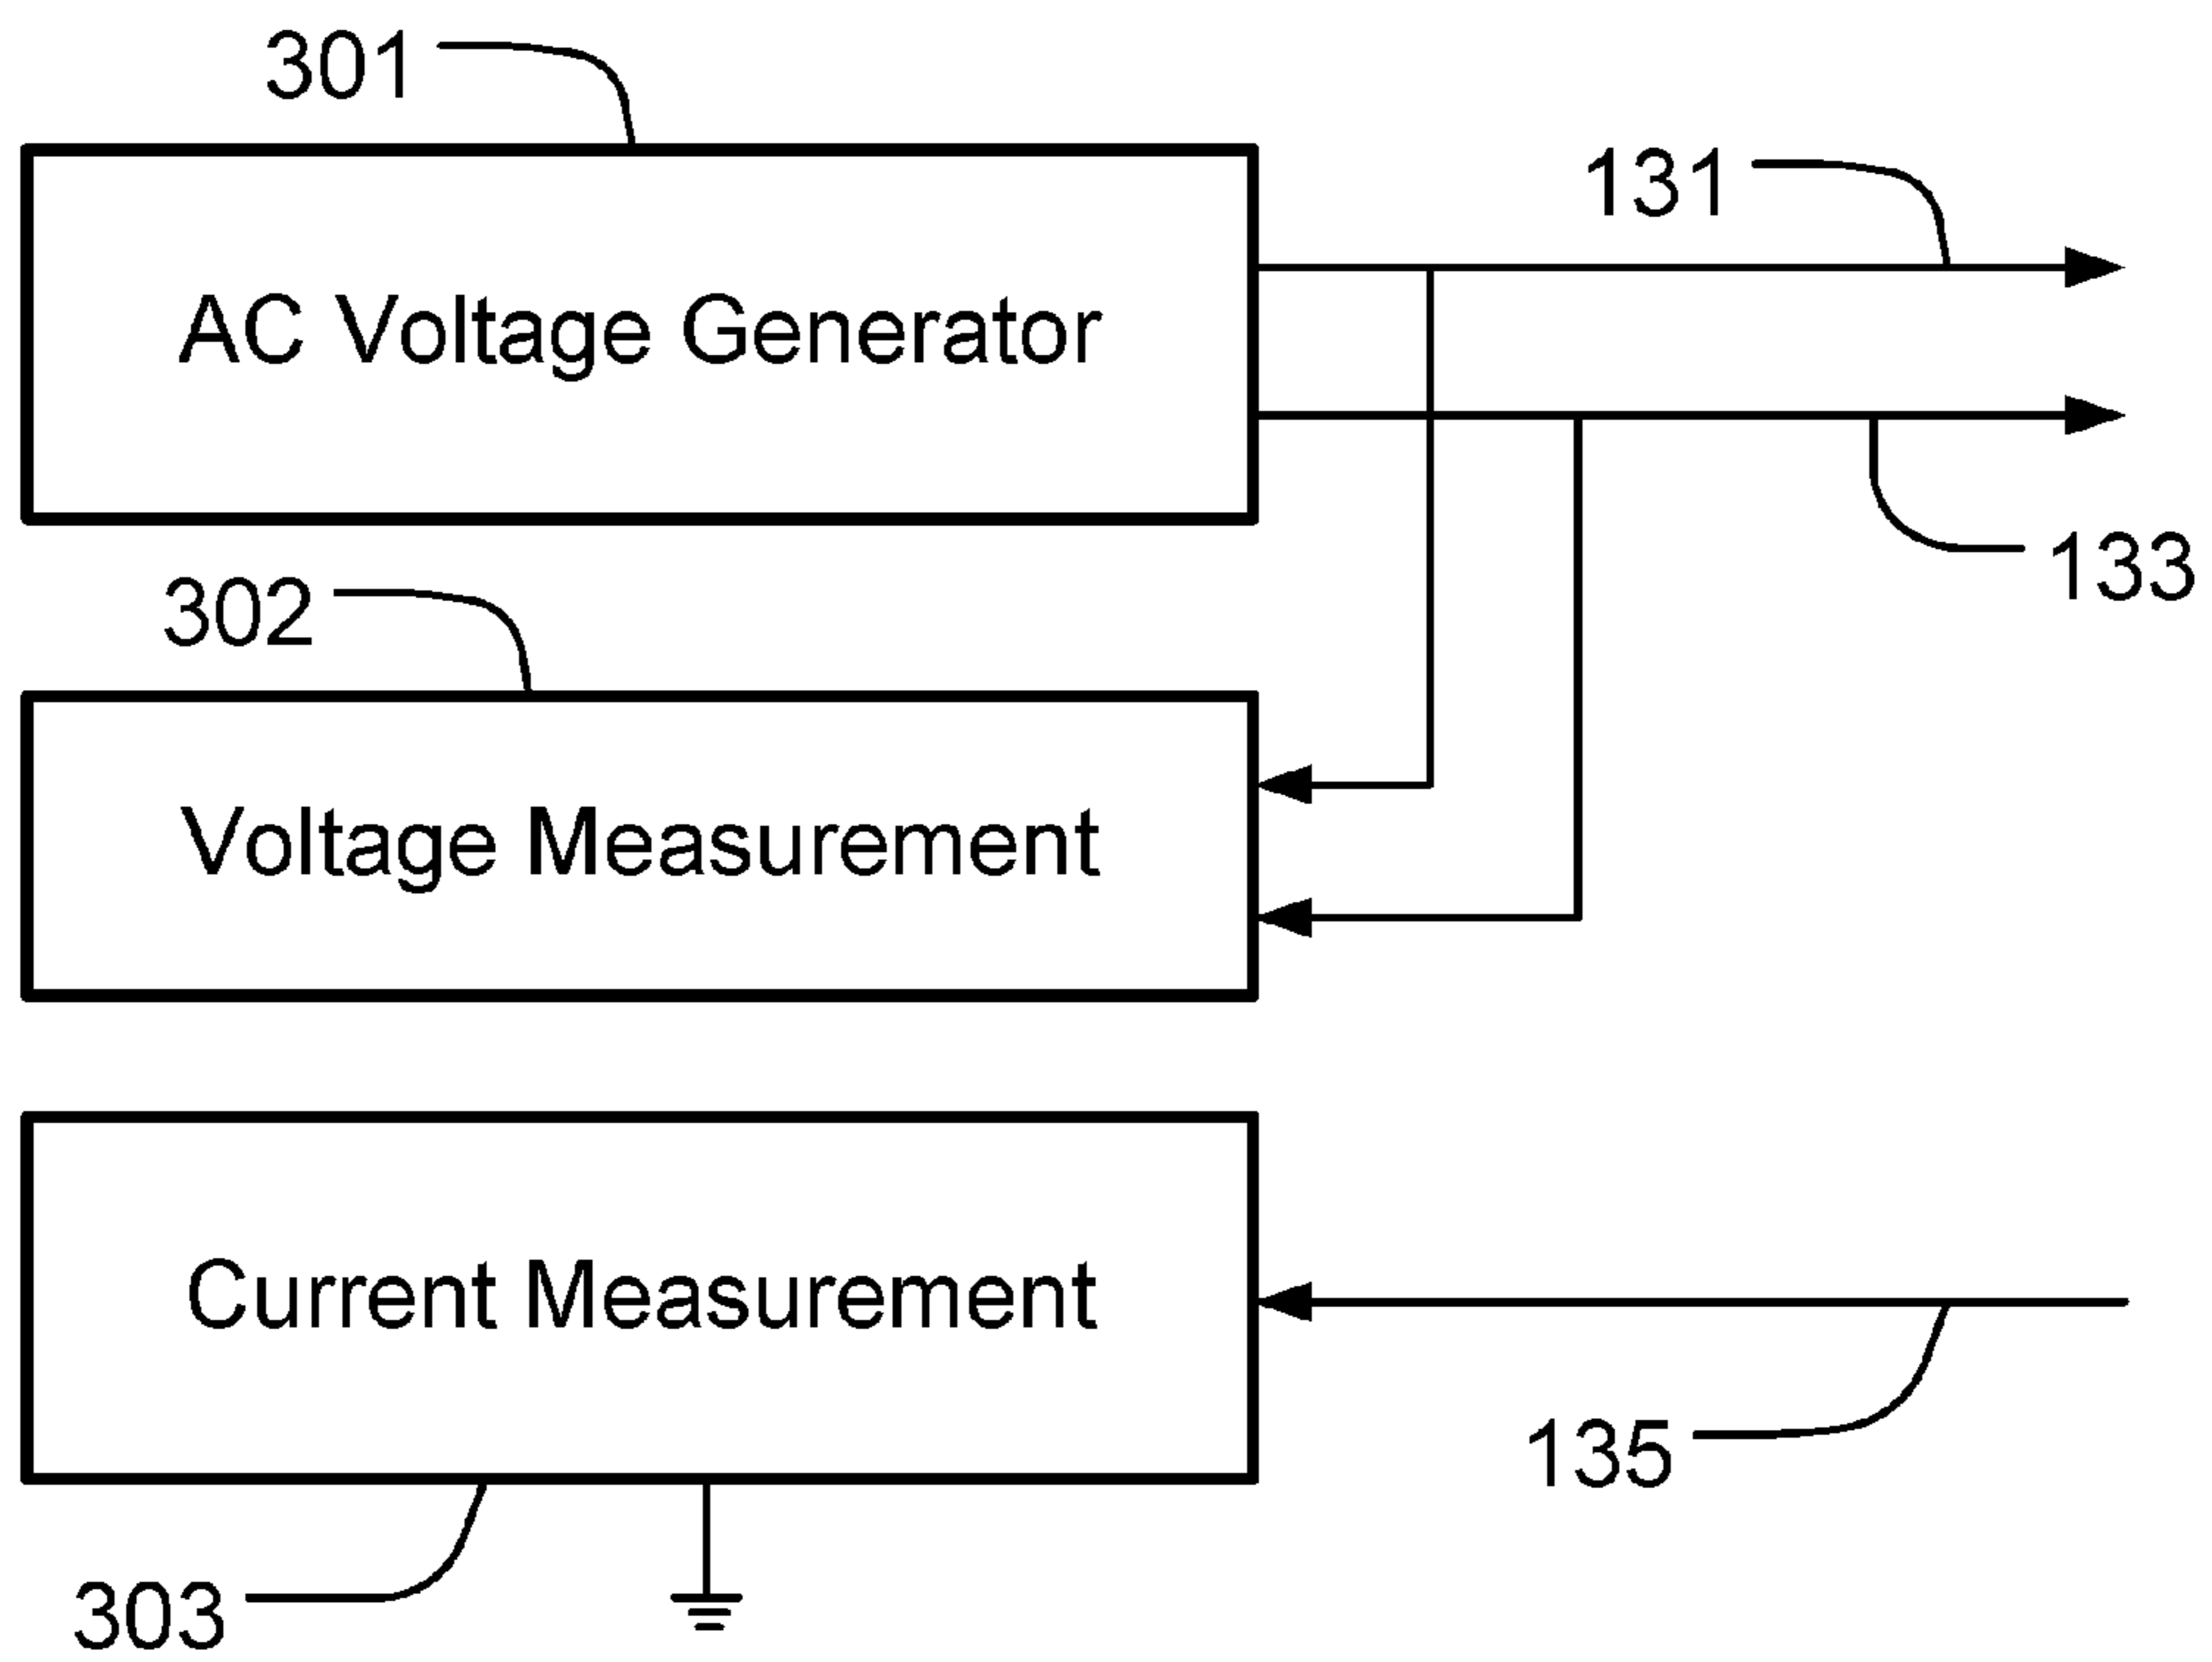 301
131
AC Voltage Generator
133
302
Voltage Measurement
Current Measurement
135
303